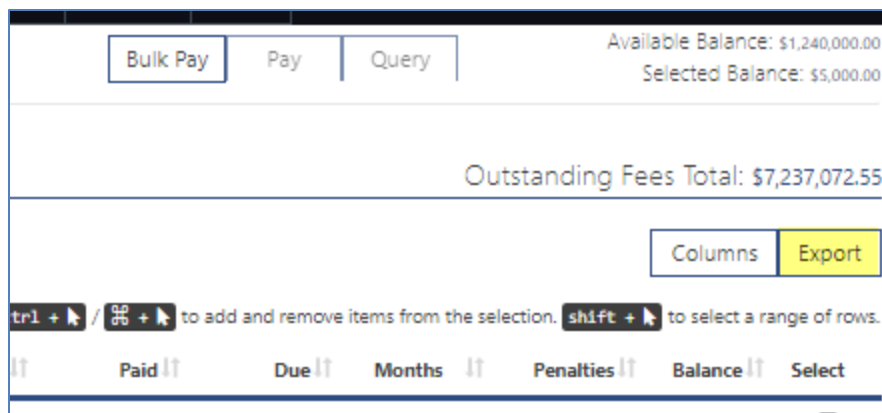 Bulk Pay Pay Query
Available Balance: $1,240,000.00
Selected Balance: $5,000.00
Outstanding Fees Total: $7,237,072.55
Columns Export
trl + / ⌘ + to add and remove items from the selection. shift + to select a range of rows.
Paid Due Months Penalties Balance Select